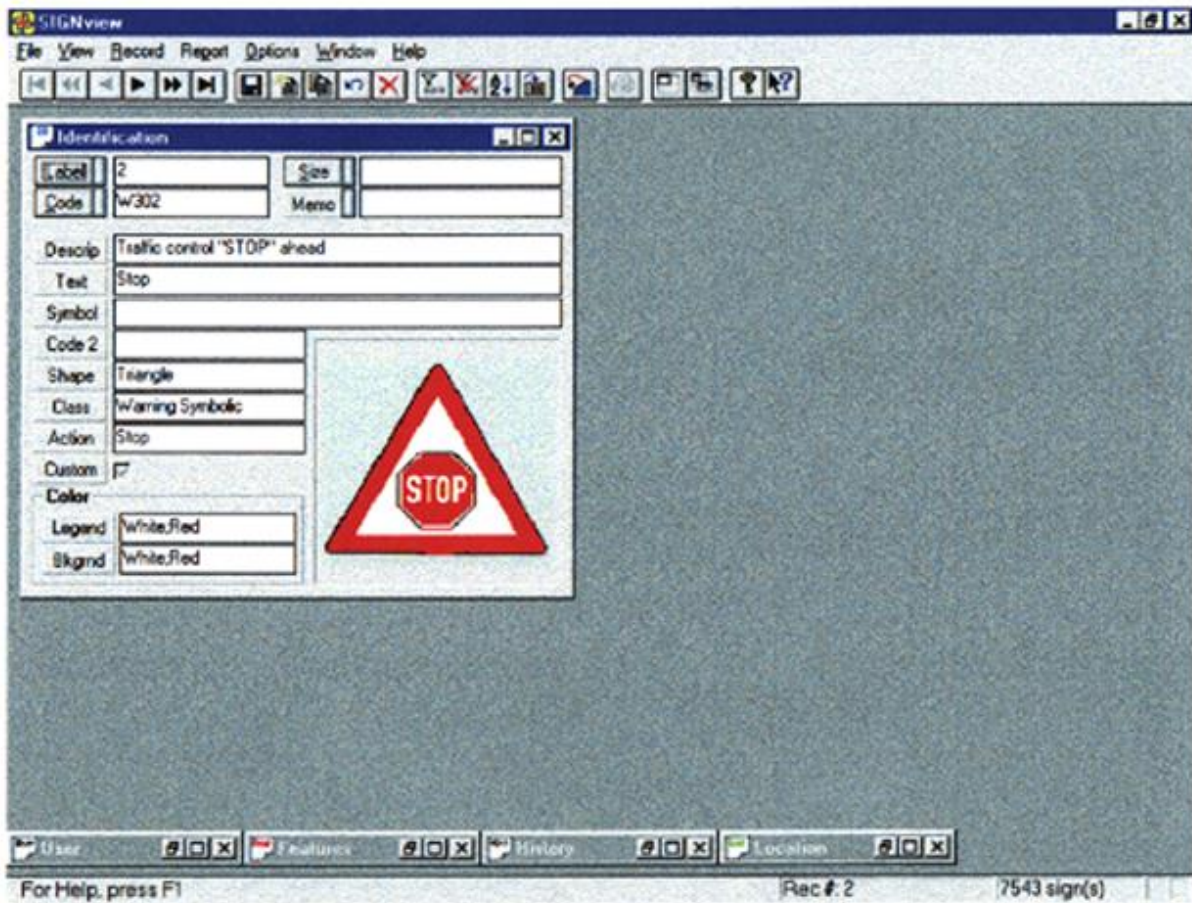 SIGNview
File View Record Report Options Window Help
Identification
Label 2 Size
Code W302 Memo
Descrip Traffic control "STOP" ahead
Text Stop
Symbol
Code 2
Shape Triangle
Class Warning Symbolic
Action Stop
Custom
Color
Legend White;Red
Bkgrnd White;Red
STOP
User Features History Location
For Help, press F1 Rec #: 2 7543 sign(s)